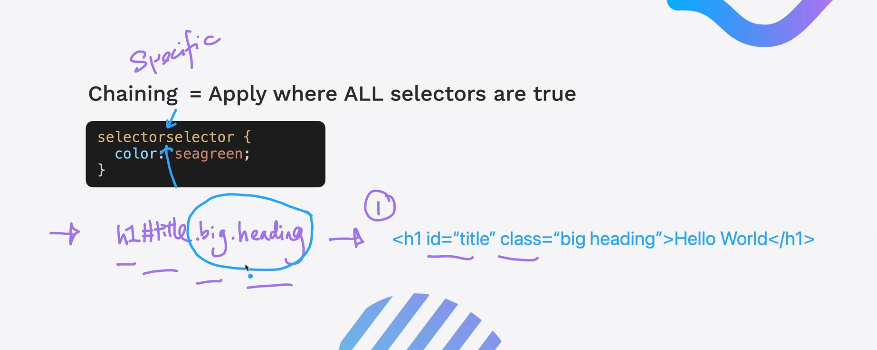 Specific
Chaining = Apply where ALL selectors are true
selectorselector {
color: seagreen;
}
h1#title.big.heading
1
<h1 id=“title” class=“big heading”>Hello World</h1>